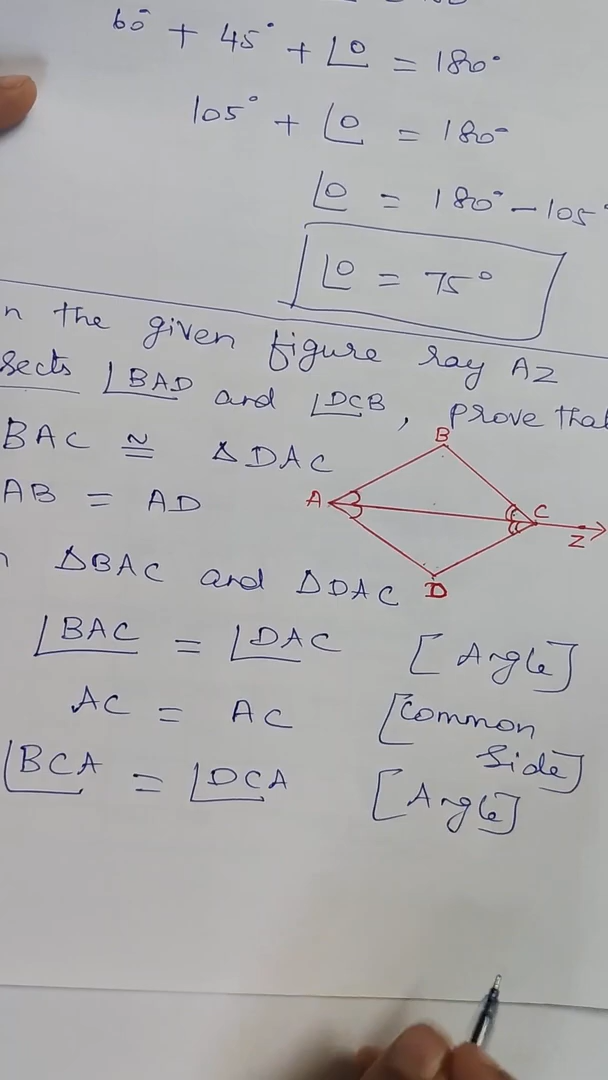 60° + 45° + ∠O = 180°
105° + ∠O = 180°
∠O = 180° - 105°
∠O = 75°
n the given figure ray AZ
sects ∠BAD and ∠DCB, prove that
BAC ≅ ΔDAC
AB = AD
B
A
C
Z
D
ΔBAC and ΔDAC
∠BAC = ∠DAC [Angle]
AC = AC [Common
Side]
∠BCA = ∠DCA [Angle]